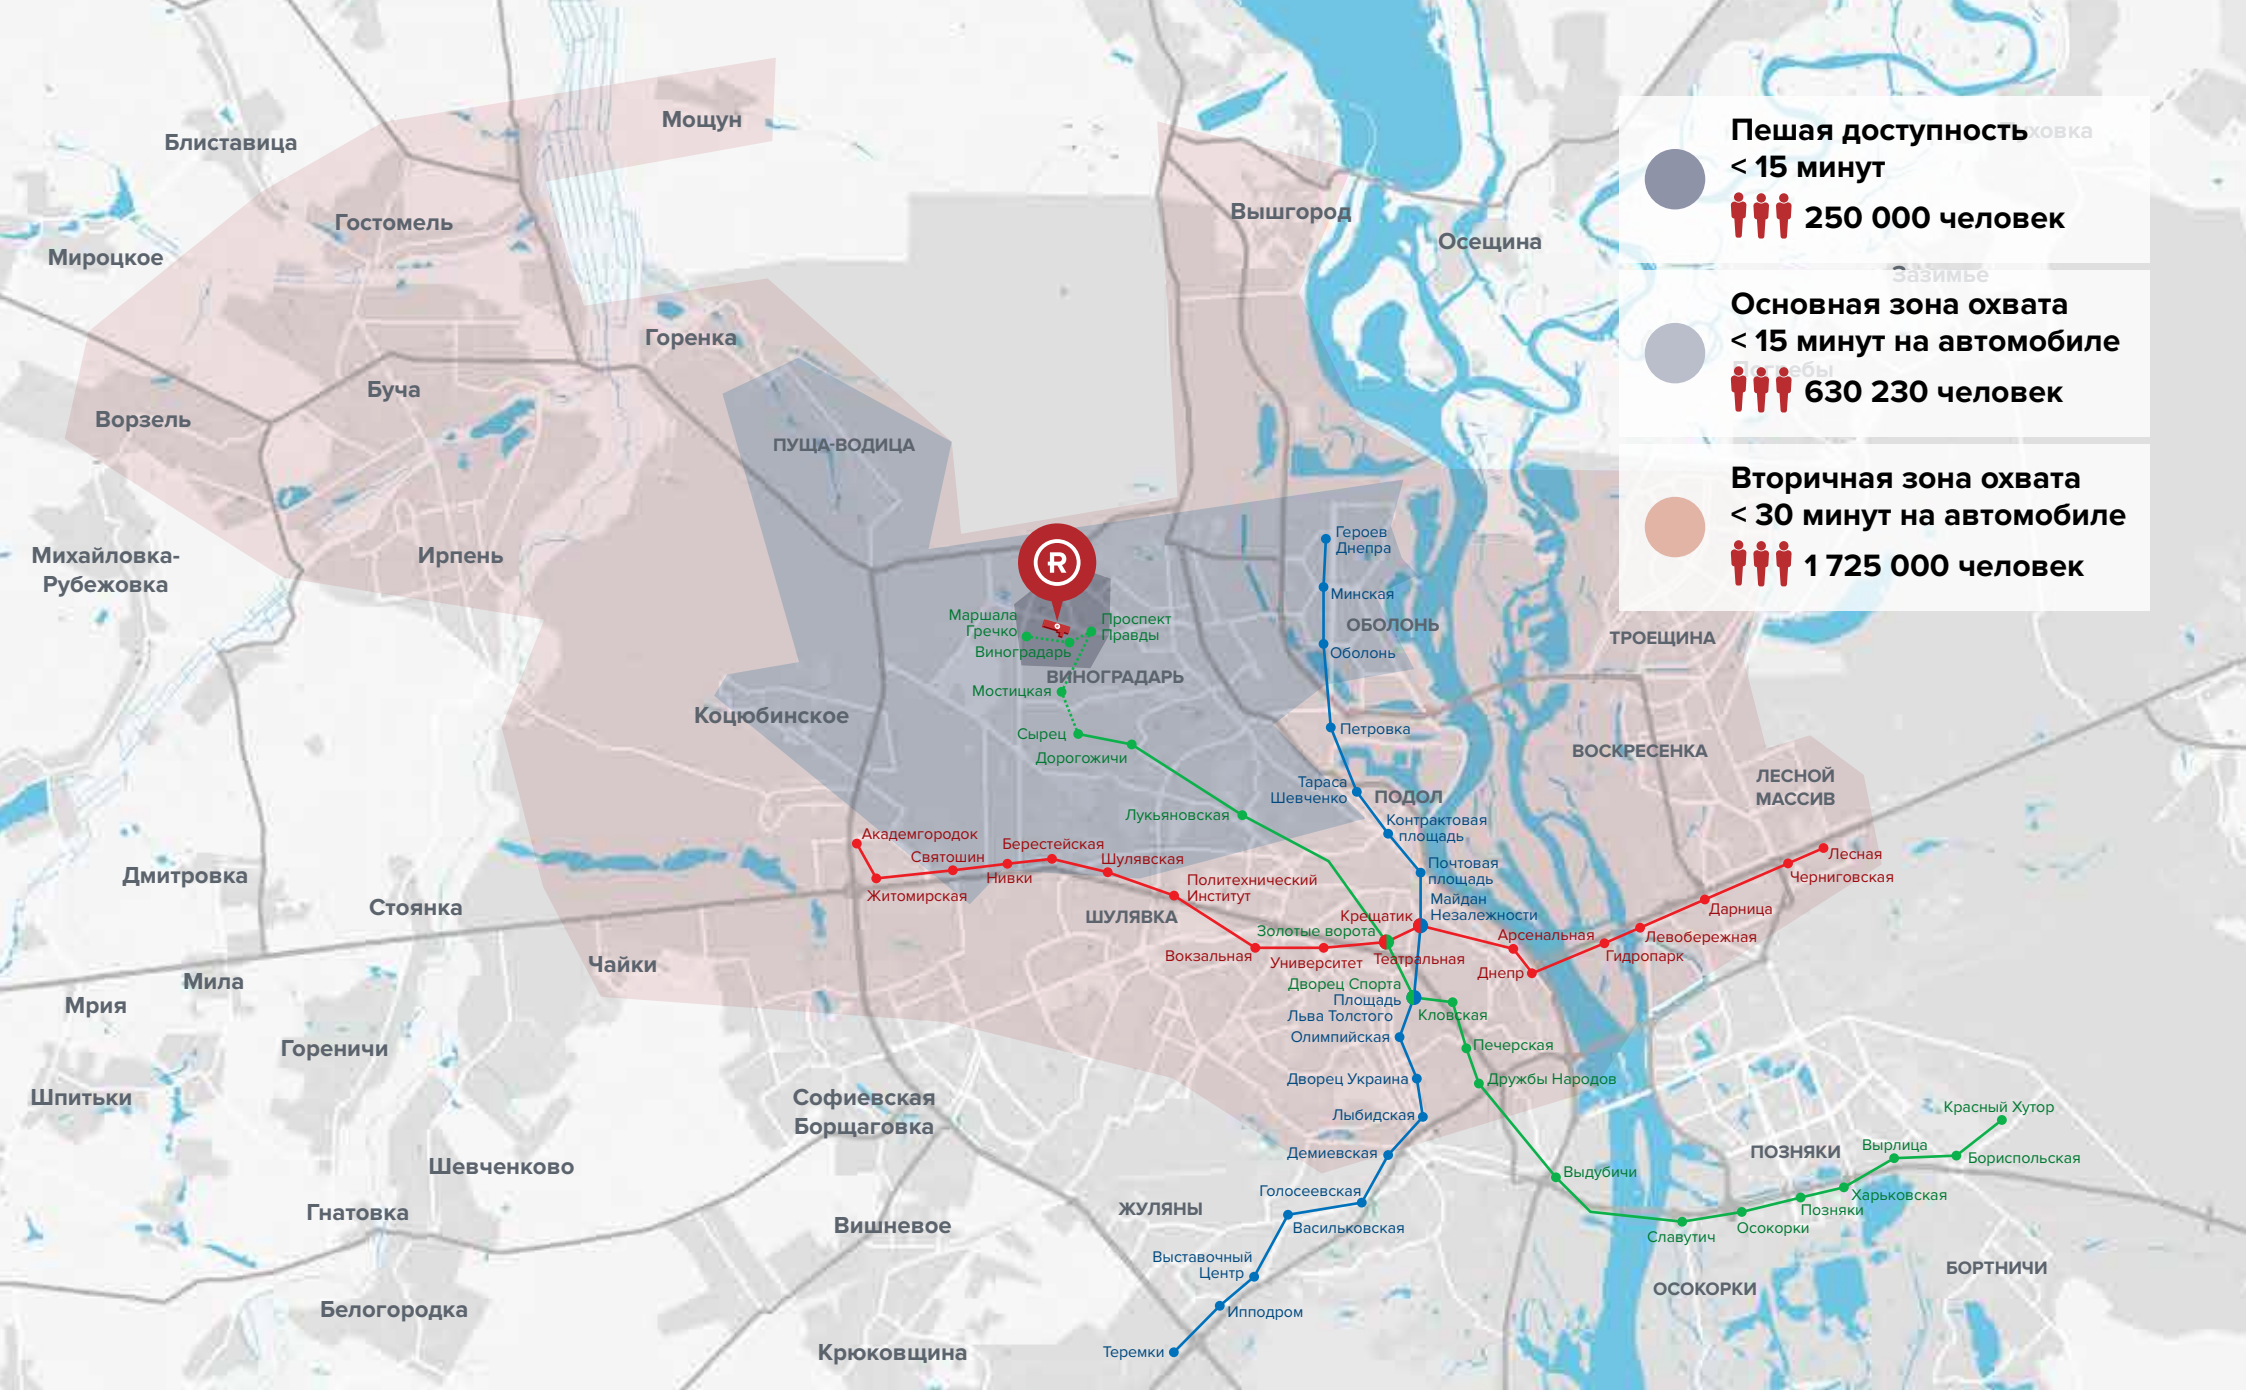 Пешая доступность
< 15 минут
250 000 человек
Основная зона охвата
< 15 минут на автомобиле
630 230 человек
Вторичная зона охвата
< 30 минут на автомобиле
1 725 000 человек
Зазимье
Погребы
Мощун
Блиставица
Гостомель
Мироцкое
Вышгород
Осещина
Горенка
Буча
Ворзель
ПУЩА-ВОДИЦА
Михайловка-
Рубежовка
Ирпень
R
Героев
Днепра
Минская
ОБОЛОНЬ
Оболонь
Маршала
Гречко
Проспект
Правды
Виноградарь
ВИНОГРАДАРЬ
Мостицкая
ТРОЕЩИНА
Коцюбинское
Сырец
Дорогожичи
Петровка
ВОСКРЕСЕНКА
ЛЕСНОЙ
МАССИВ
Тараса
Шевченко
ПОДОЛ
Лукьяновская
Контрактовая
площадь
Академгородок
Святошин
Берестейская
Нивки
Шулявская
Житомирская
Политехнический
Институт
Почтовая
площадь
Лесная
Черниговская
Дмитровка
Стоянка
ШУЛЯВКА
Майдан
Незалежности
Крещатик
Золотые ворота
Дарница
Арсенальная
Левобережная
Вокзальная
Университет
Театральная
Днепр
Гидропарк
Чайки
Мила
Мрия
Дворец Спорта
Площадь
Льва Толстого
Кловская
Олимпийская
Печерская
Гореничи
Дворец Украина
Дружбы Народов
Шпитьки
Софиевская
Борщаговка
Лыбидская
Красный Хутор
Вырлица
ПОЗНЯКИ
Бориспольская
Демиевская
Шевченково
Выдубичи
Голосеевская
Харьковская
Позняки
ЖУЛЯНЫ
Гнатовка
Вишневое
Васильковская
Осокорки
Славутич
Выставочный
Центр
БОРТНИЧИ
ОСОКОРКИ
Белогородка
Ипподром
Крюковщина
Теремки